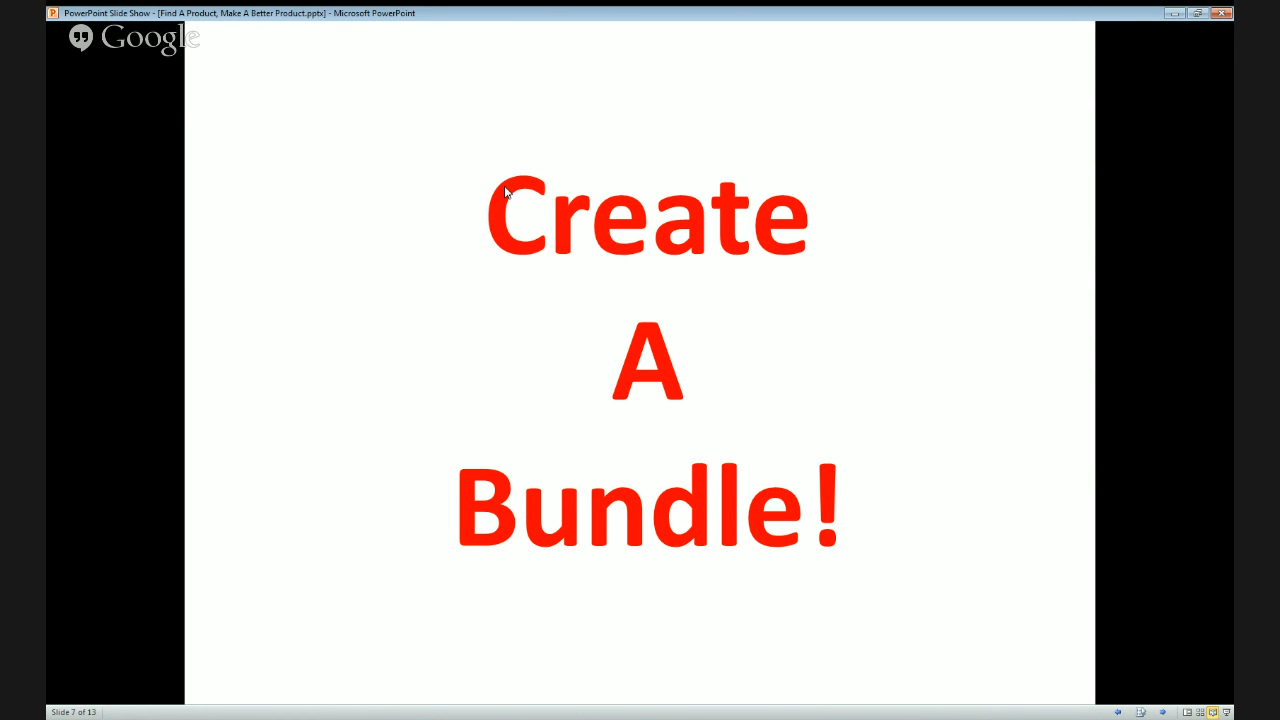 PowerPoint Slide Show - [Find A Product, Make A Better Product.pptx] - Microsoft PowerPoint
Google
Create
A
Bundle!
Slide 7 of 13